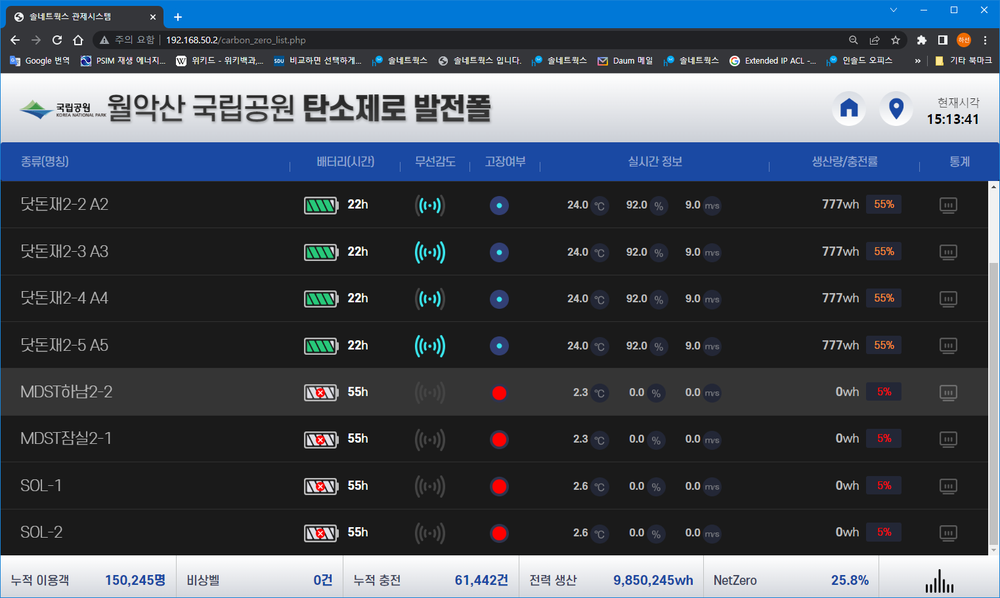 솔네트웍스 관제시스템
주의 요함 192.168.50.2/carbon_zero_list.php
하선
Google 번역 PSIM 재생 에너지... W 위키드 - 위키백과,... SDU 비교하면 선택하게... 솔네트웍스 솔네트웍스 입니다. 솔네트웍스 Daum 메일 솔네트웍스 G Extended IP ACL -... 인솔드 오피스 » 기타 북마크
국립공원 KOREA NATIONAL PARK 월악산 국립공원 탄소제로 발전폴
현재시각
15:13:41
종류(명칭) 배터리(시간) 무선감도 고장여부 실시간 정보 생산량/충전률 통계
닷돈재2-2 A2 22h 24.0 ℃ 92.0 % 9.0 m/s 777wh 55%
닷돈재2-3 A3 22h 24.0 ℃ 92.0 % 9.0 m/s 777wh 55%
닷돈재2-4 A4 22h 24.0 ℃ 92.0 % 9.0 m/s 777wh 55%
닷돈재2-5 A5 22h 24.0 ℃ 92.0 % 9.0 m/s 777wh 55%
MDST하남2-2 55h 2.3 ℃ 0.0 % 0.0 m/s 0wh 5%
MDST잠실2-1 55h 2.3 ℃ 0.0 % 0.0 m/s 0wh 5%
SOL-1 55h 2.6 ℃ 0.0 % 0.0 m/s 0wh 5%
SOL-2 55h 2.6 ℃ 0.0 % 0.0 m/s 0wh 5%
누적 이용객 150,245명 비상벨 0건 누적 충전 61,442건 전력 생산 9,850,245wh NetZero 25.8%